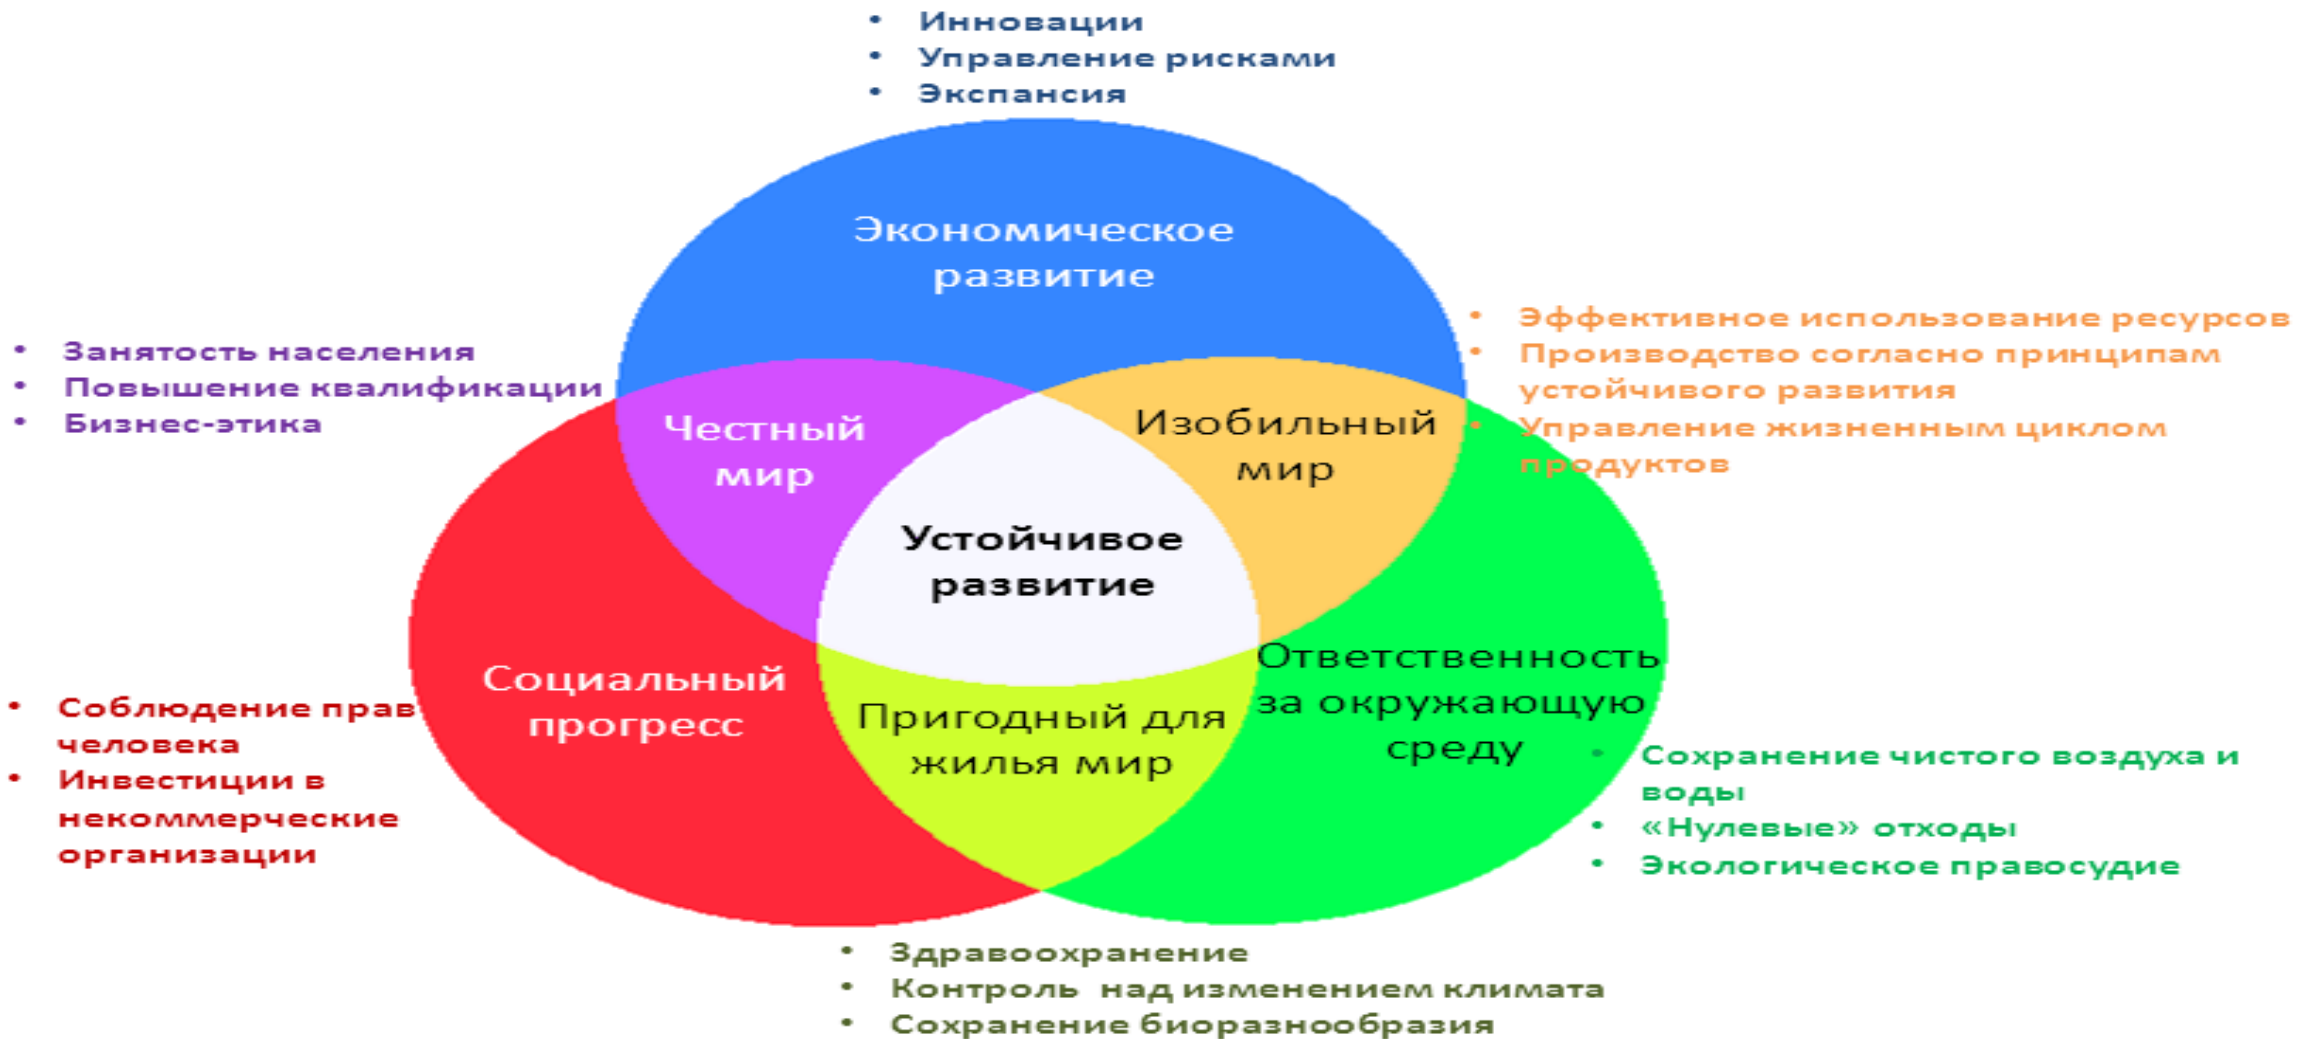 • Инновации
• Управление рисками
• Экспансия
Экономическое
развитие
• Занятость населения
• Повышение квалификации
• Бизнес-этика
• Эффективное использование ресурсов
• Производство согласно принципам
устойчивого развития
• Управление жизненным циклом
продуктов
Честный
мир
Изобильный
мир
Устойчивое
развитие
Социальный
прогресс
Пригодный для
жилья мир
Ответственность
за окружающую
среду
• Соблюдение прав
человека
• Инвестиции в
некоммерческие
организации
• Сохранение чистого воздуха и
воды
• «Нулевые» отходы
• Экологическое правосудие
• Здравоохранение
• Контроль  над изменением климата
• Сохранение биоразнообразия